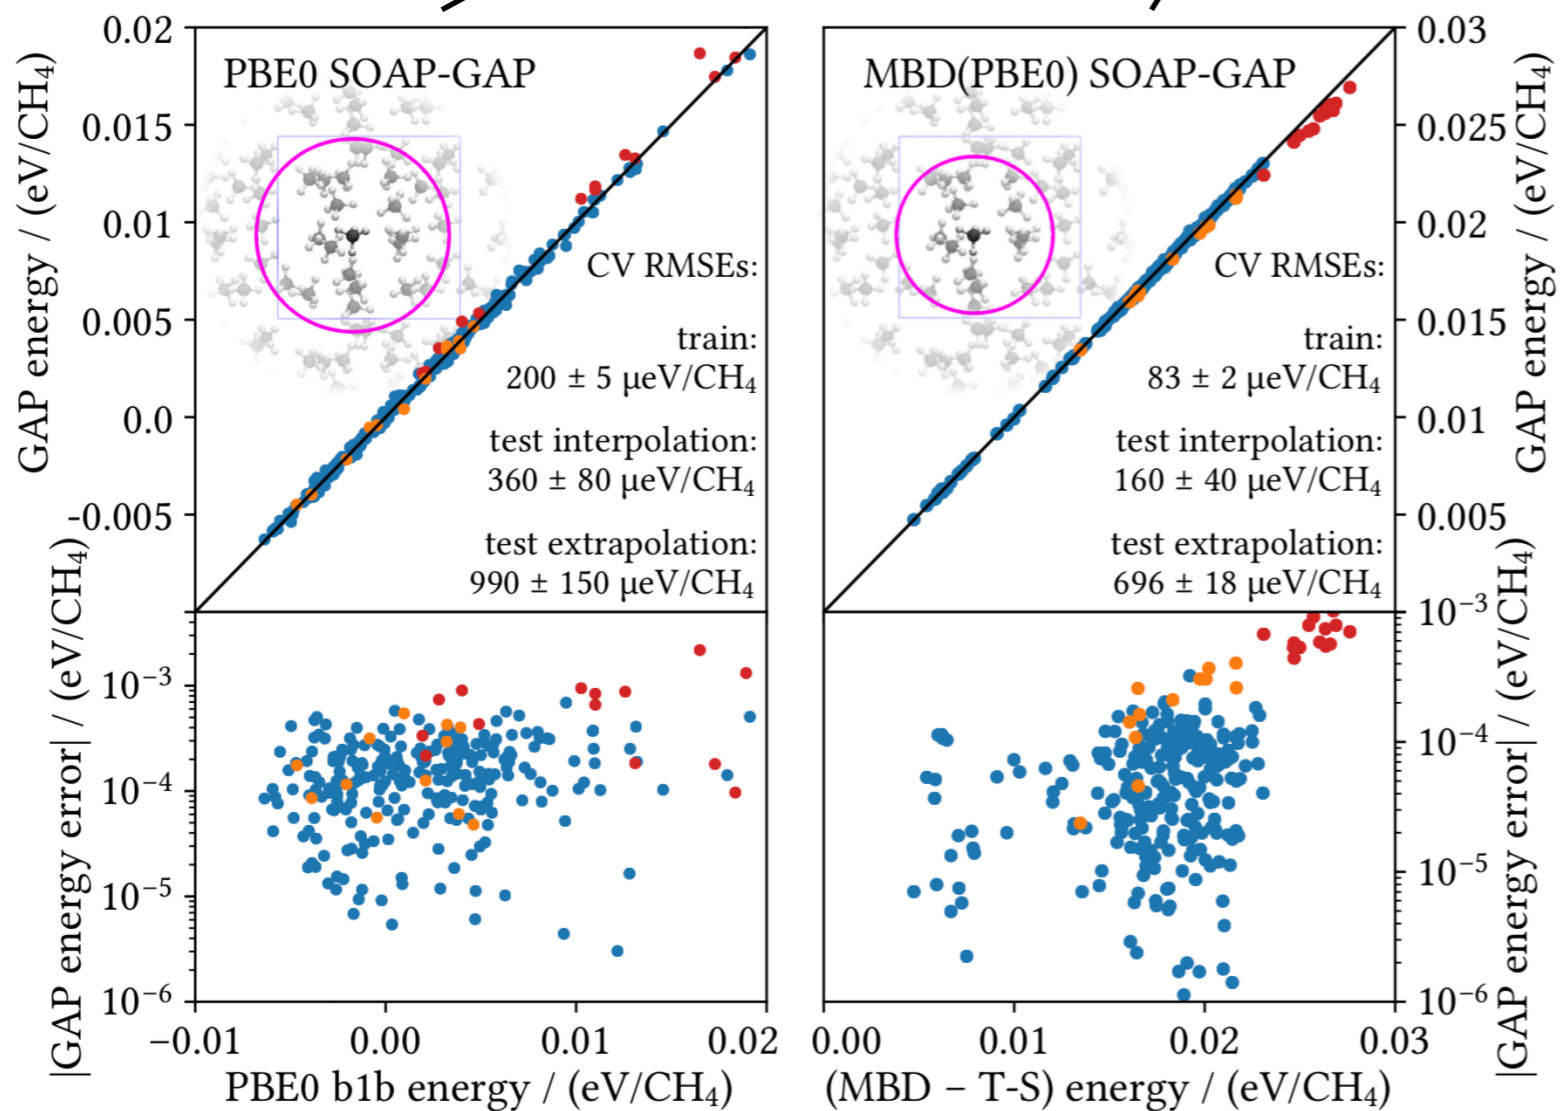 PBE0 SOAP-GAP
GAP energy / (eV/CH₄)
0.02
0.015
0.01
0.005
0.0
-0.005
CV RMSEs:
train:
200 ± 5 µeV/CH₄
test interpolation:
360 ± 80 µeV/CH₄
test extrapolation:
990 ± 150 µeV/CH₄
|GAP energy error| / (eV/CH₄)
10⁻³
10⁻⁴
10⁻⁵
10⁻⁶
−0.01 0.00 0.01 0.02
PBE0 b1b energy / (eV/CH₄)
MBD(PBE0) SOAP-GAP
CV RMSEs:
train:
83 ± 2 µeV/CH₄
test interpolation:
160 ± 40 µeV/CH₄
test extrapolation:
696 ± 18 µeV/CH₄
0.03
0.025
0.02
0.015
0.01
0.005
GAP energy / (eV/CH₄)
10⁻³
10⁻⁴
10⁻⁵
10⁻⁶
|GAP energy error| / (eV/CH₄)
0.00 0.01 0.02 0.03
(MBD − T-S) energy / (eV/CH₄)